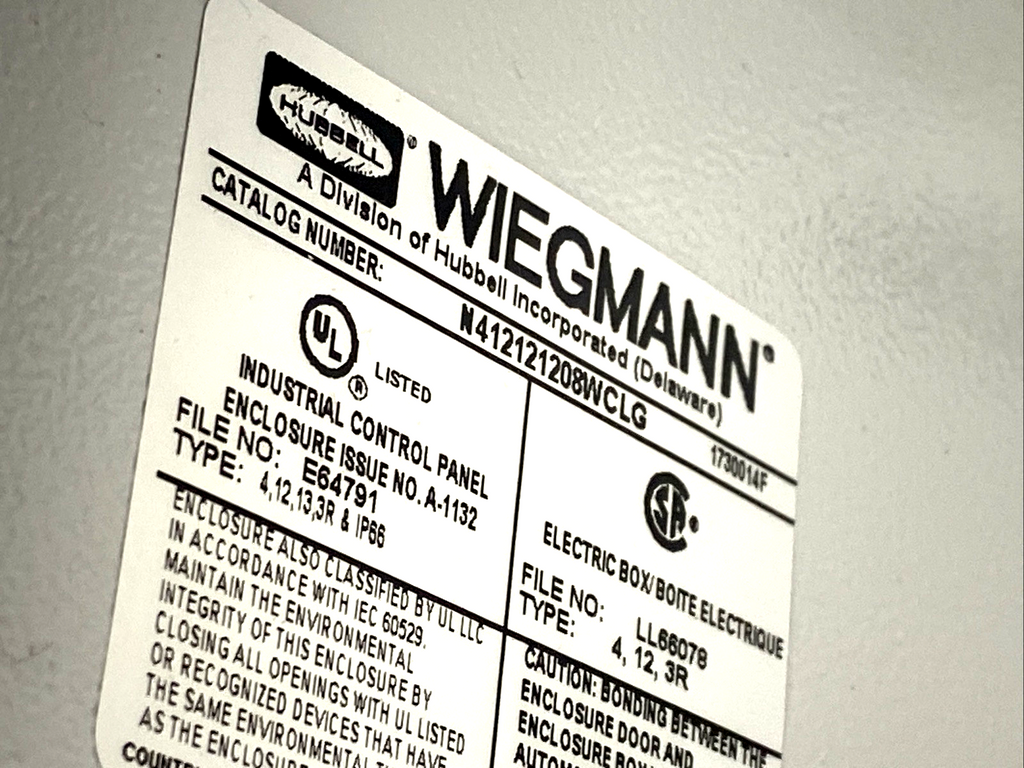 HUBBELL®
WIEGMANN®
A Division of Hubbell Incorporated (Delaware)
CATALOG NUMBER:
N412121208WCLG
1730014F
UL® LISTED
INDUSTRIAL CONTROL PANEL
ENCLOSURE ISSUE NO. A-1132
FILE NO: E64791
TYPE: 4,12,13,3R & IP66
ENCLOSURE ALSO CLASSIFIED BY UL LLC
IN ACCORDANCE WITH IEC 60529.
MAINTAIN THE ENVIRONMENTAL
INTEGRITY OF THIS ENCLOSURE BY
CLOSING ALL OPENINGS WITH UL LISTED
OR RECOGNIZED DEVICES THAT HAVE
THE SAME ENVIRONMENTAL
AS THE ENCLOSURE
SA®
ELECTRIC BOX/BOITE ELECTRIQUE
FILE NO: LL66078
TYPE: 4, 12, 3R
CAUTION: BONDING BETWEEN THE
ENCLOSURE DOOR AND
ENCLOSURE BOX